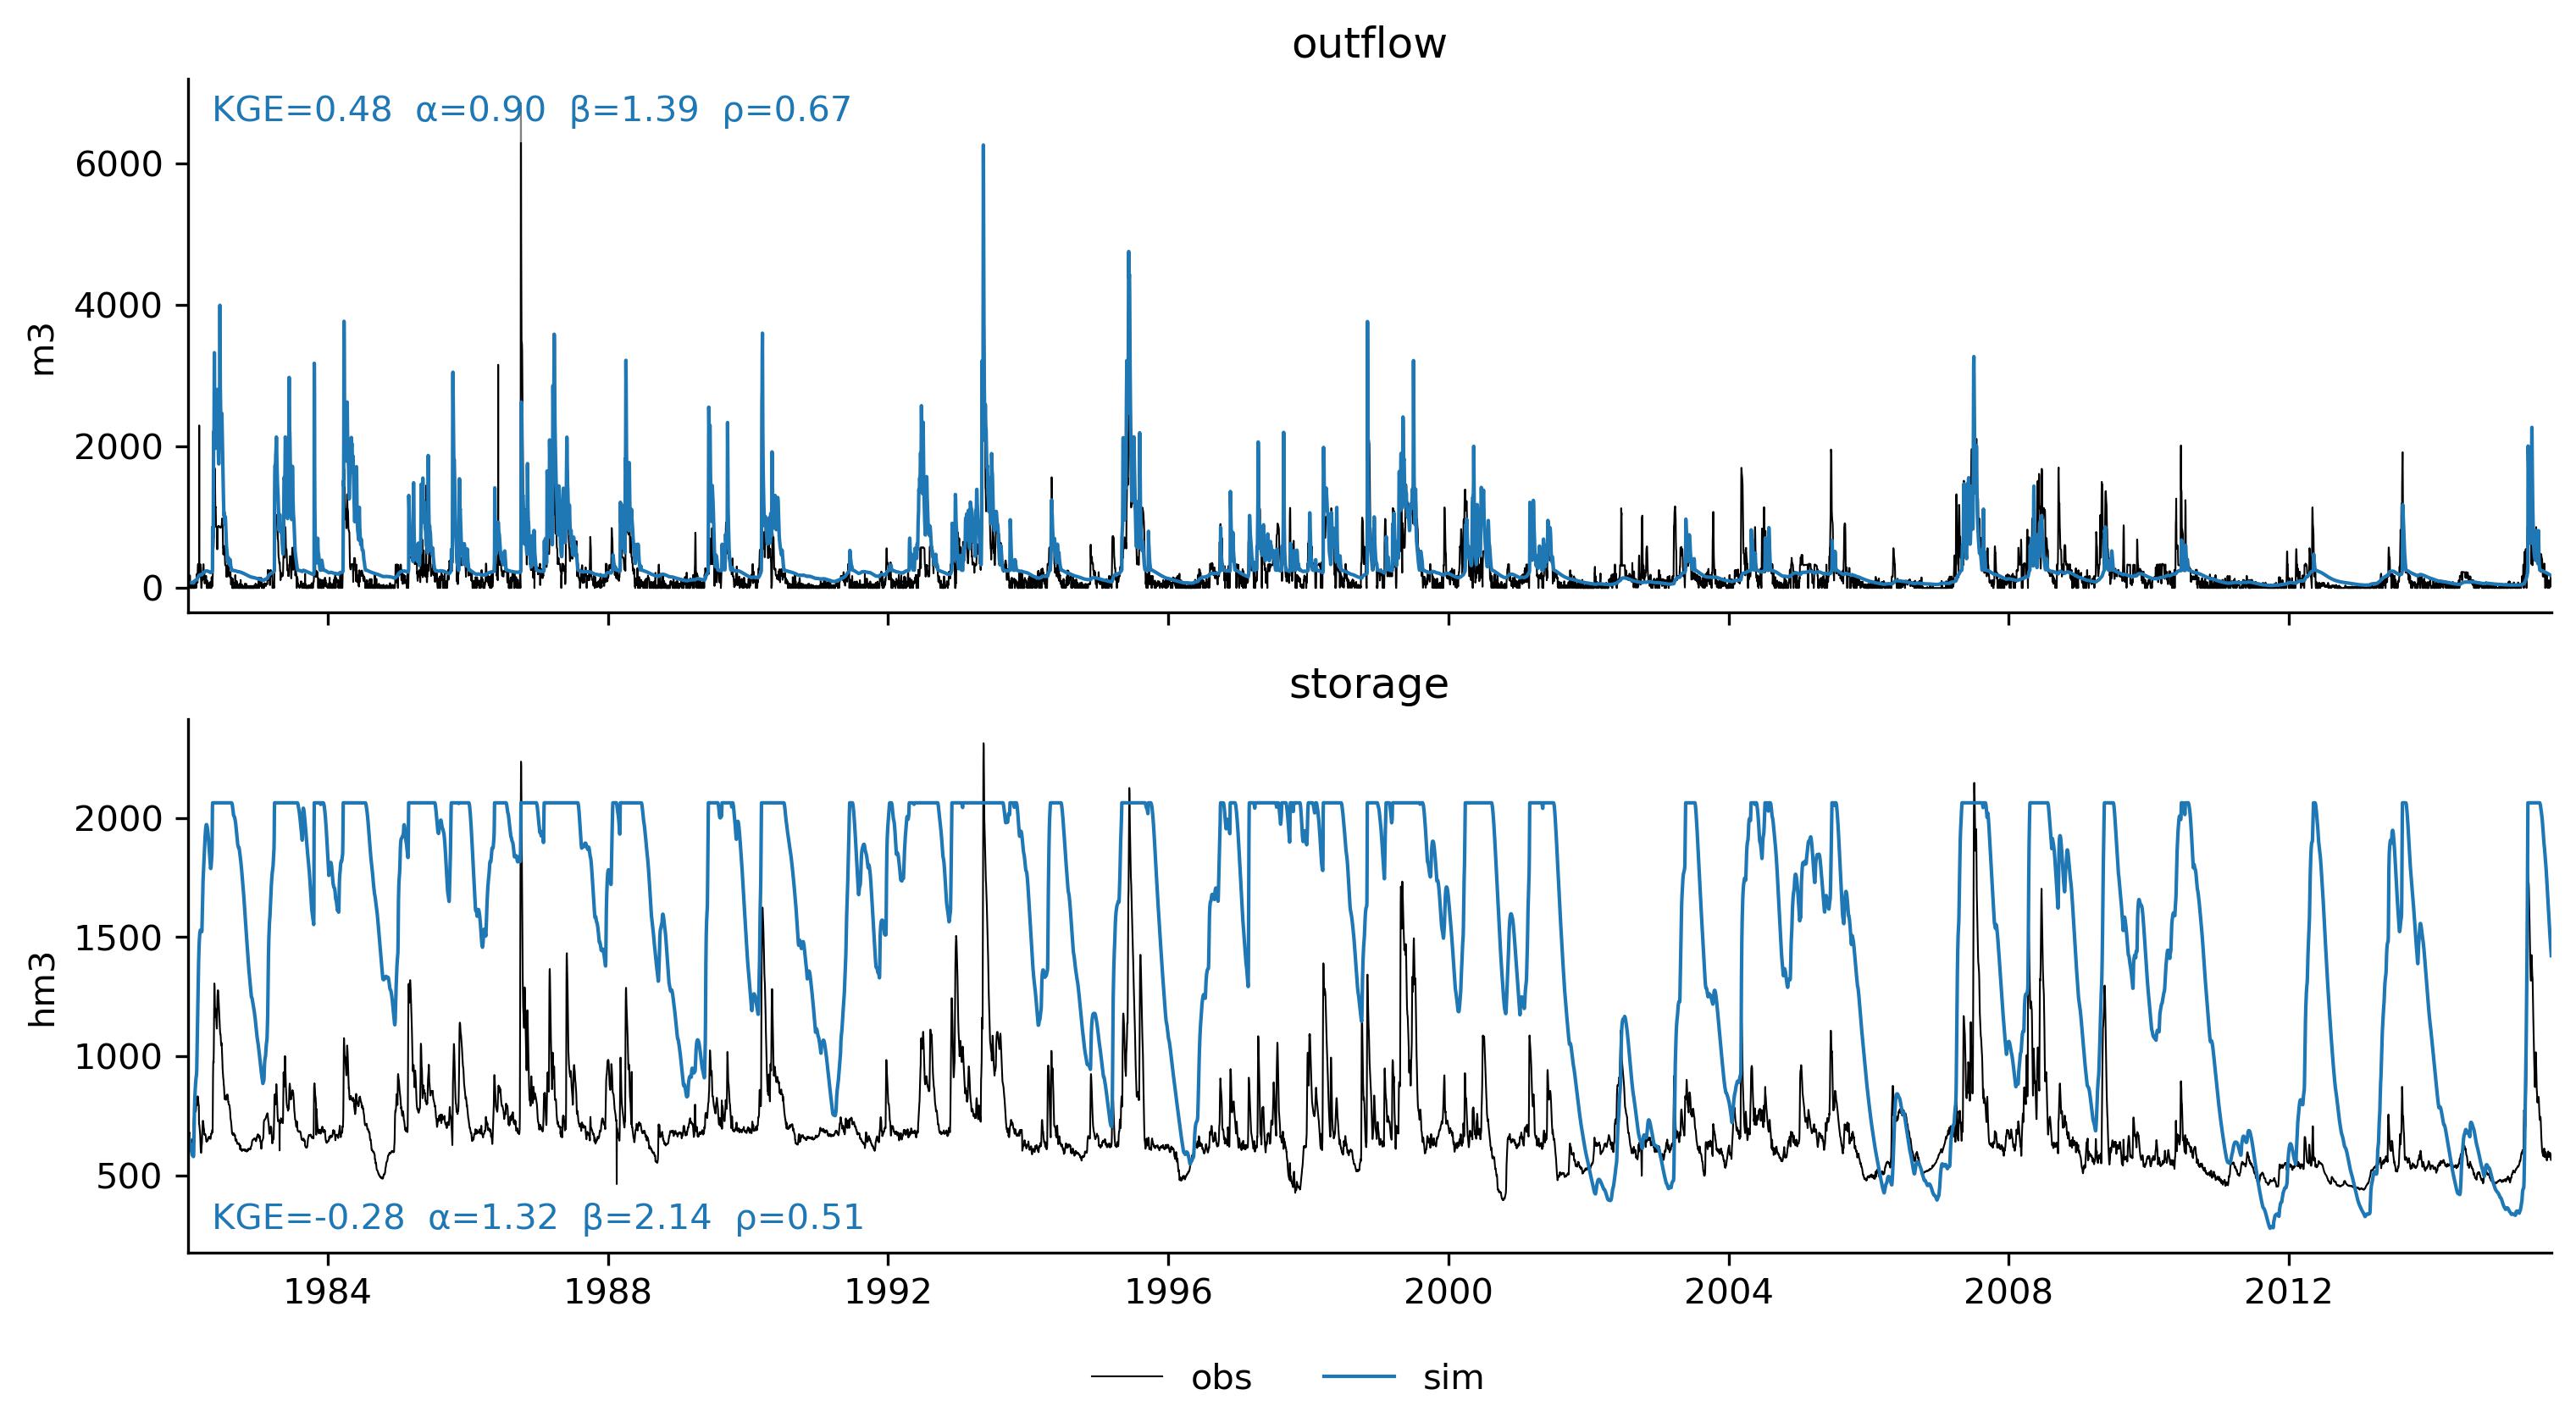 outflow
KGE=0.48 α=0.90 β=1.39 ρ=0.67
6000
4000
2000
0
m3
storage
2000
1500
1000
500
hm3
KGE=-0.28 α=1.32 β=2.14 ρ=0.51
1984 1988 1992 1996 2000 2004 2008 2012
obs sim